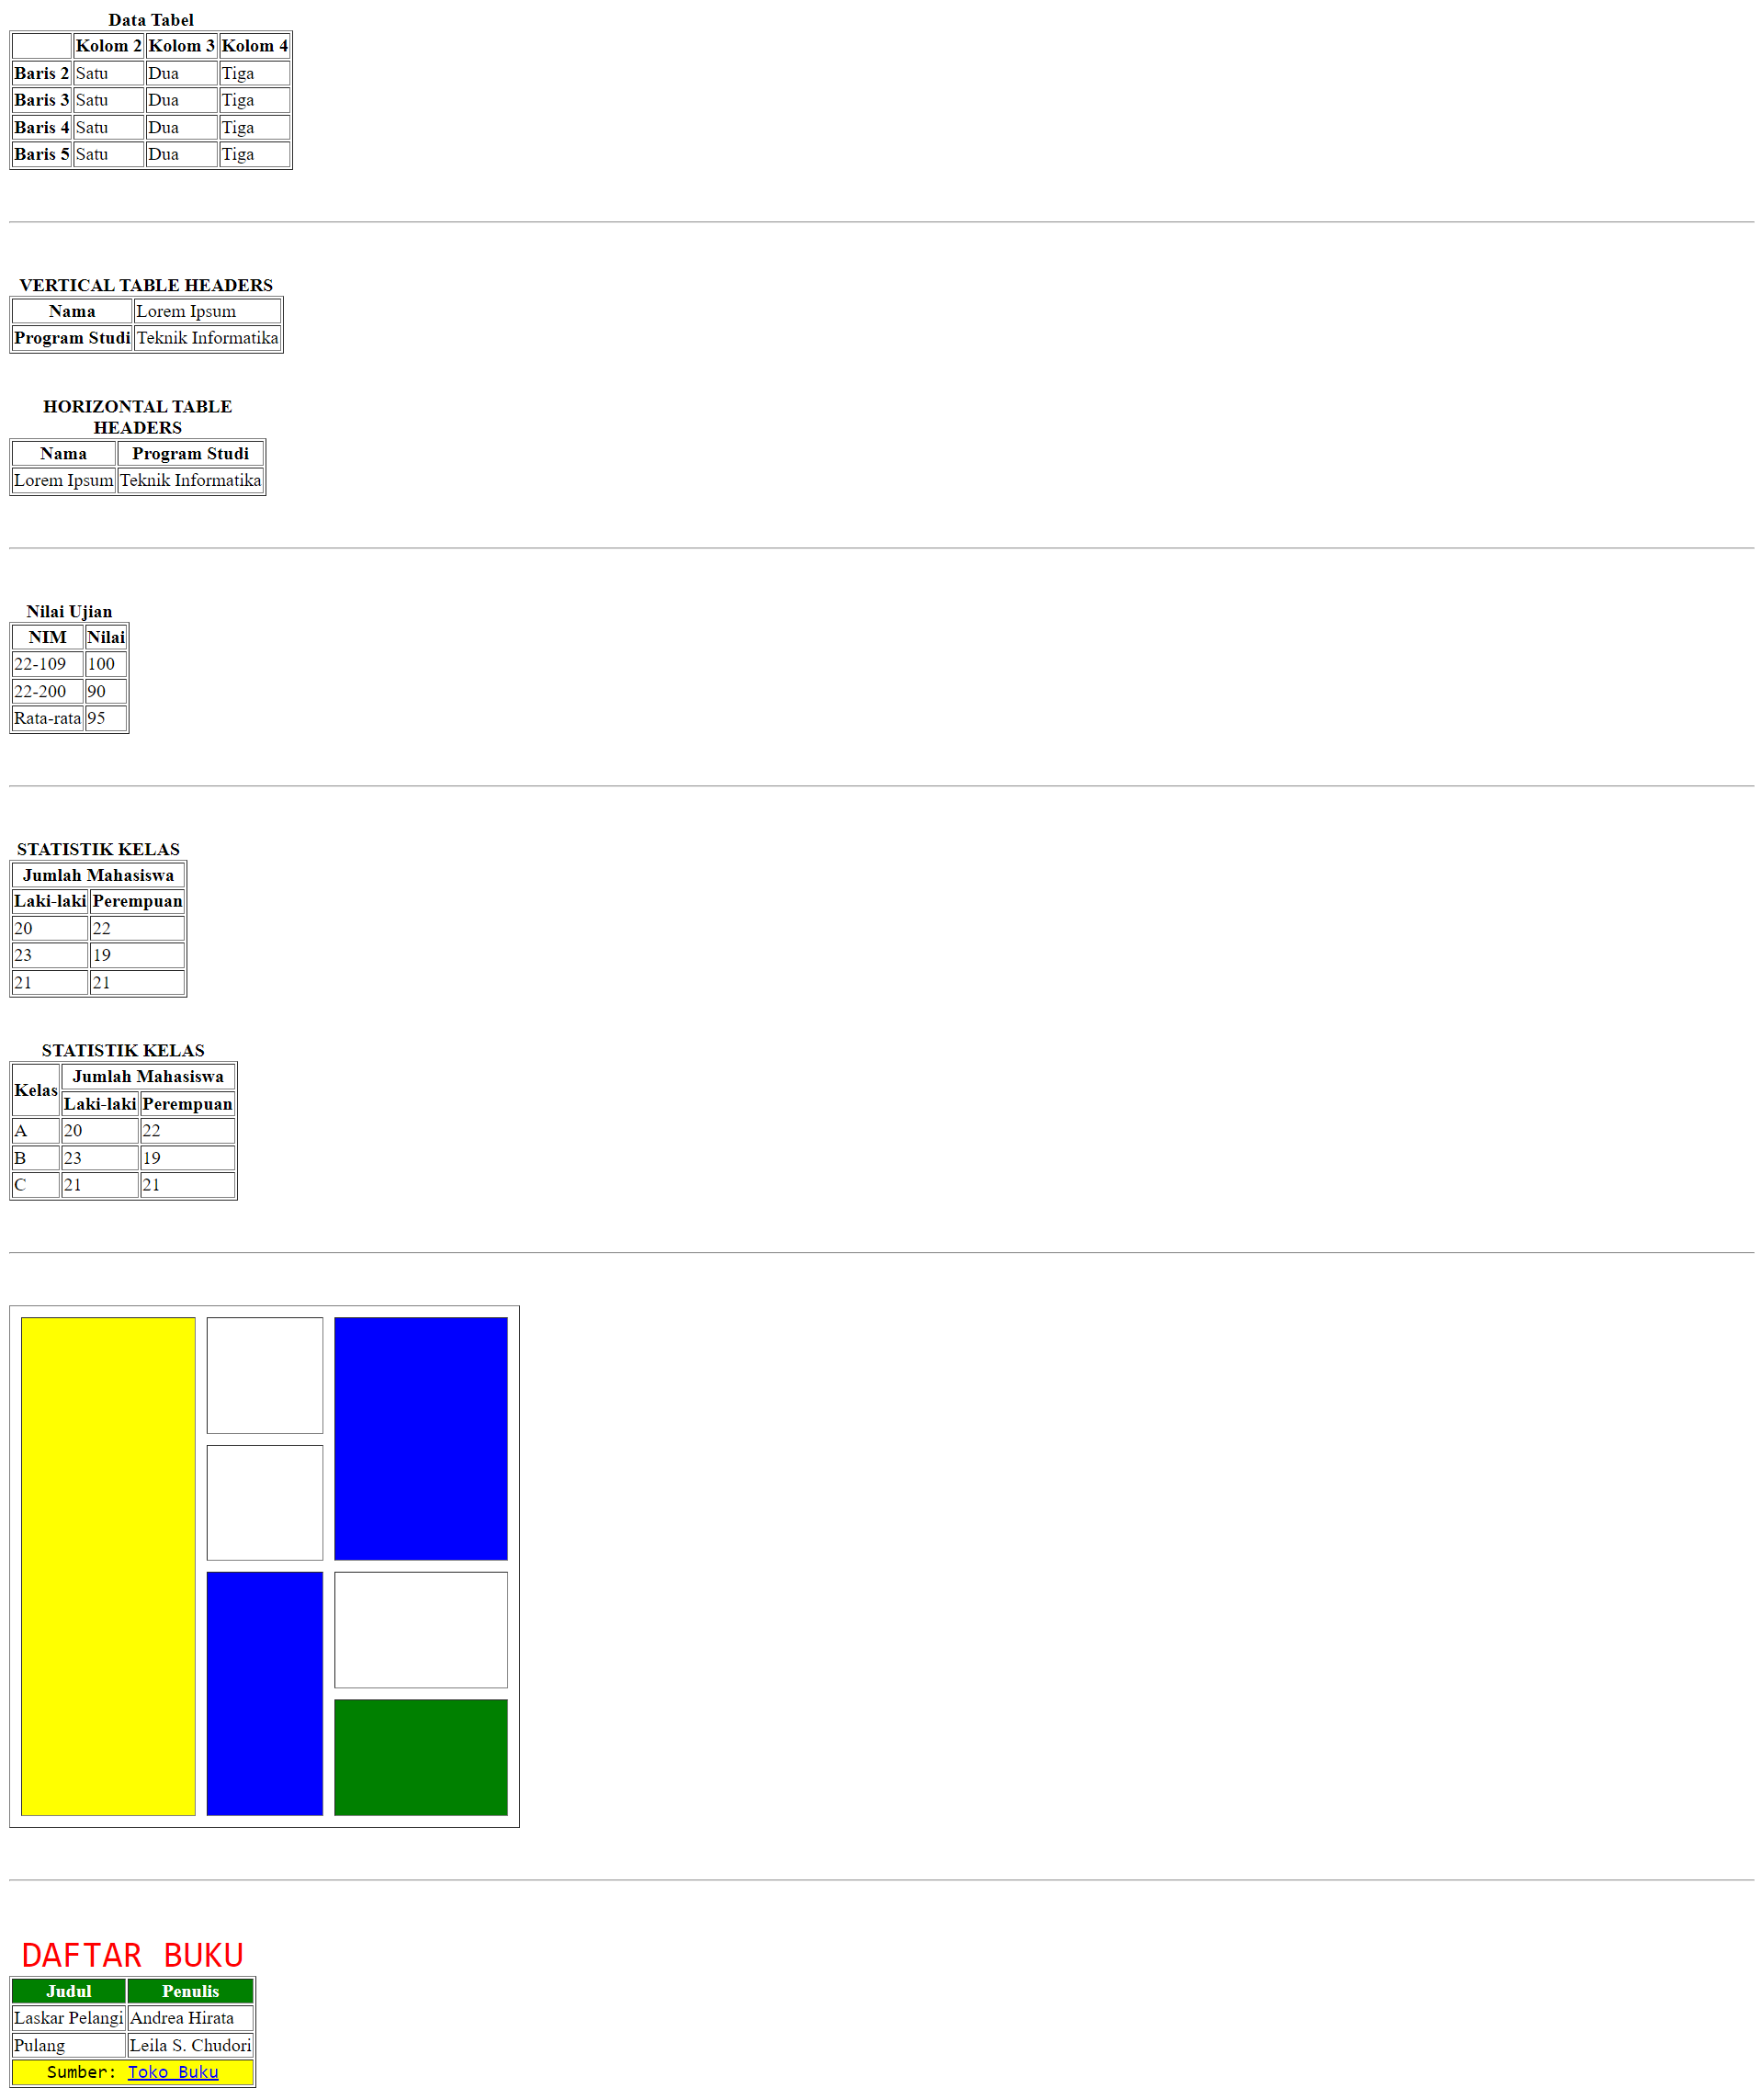 Data Tabel
Kolom 2 Kolom 3 Kolom 4
Baris 2 Satu Dua Tiga
Baris 3 Satu Dua Tiga
Baris 4 Satu Dua Tiga
Baris 5 Satu Dua Tiga
VERTICAL TABLE HEADERS
Nama Lorem Ipsum
Program Studi Teknik Informatika
HORIZONTAL TABLE
HEADERS
Nama Program Studi
Lorem Ipsum Teknik Informatika
Nilai Ujian
NIM Nilai
22-109 100
22-200 90
Rata-rata 95
STATISTIK KELAS
Jumlah Mahasiswa
Laki-laki Perempuan
20 22
23 19
21 21
STATISTIK KELAS
Kelas Jumlah Mahasiswa
Laki-laki Perempuan
A 20 22
B 23 19
C 21 21
DAFTAR BUKU
Judul Penulis
Laskar Pelangi Andrea Hirata
Pulang Leila S. Chudori
Sumber: Toko Buku